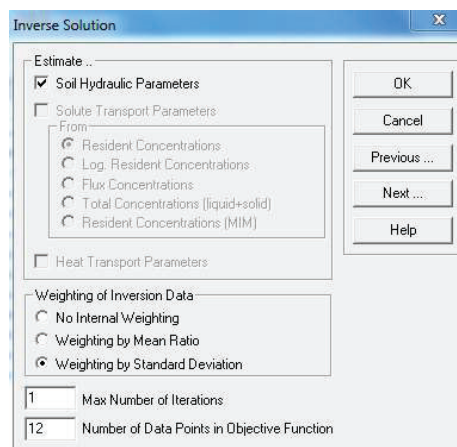 Inverse Solution
x
Estimate ..
Soil Hydraulic Parameters
Solute Transport Parameters
From
Resident Concentrations
Log. Resident Concentrations
Flux Concentrations
Total Concentrations (liquid+solid)
Resident Concentrations (MIM)
Heat Transport Parameters
Weighting of Inversion Data
No Internal Weighting
Weighting by Mean Ratio
Weighting by Standard Deviation
1 Max Number of Iterations
12 Number of Data Points in Objective Function
OK
Cancel
Previous ...
Next ...
Help